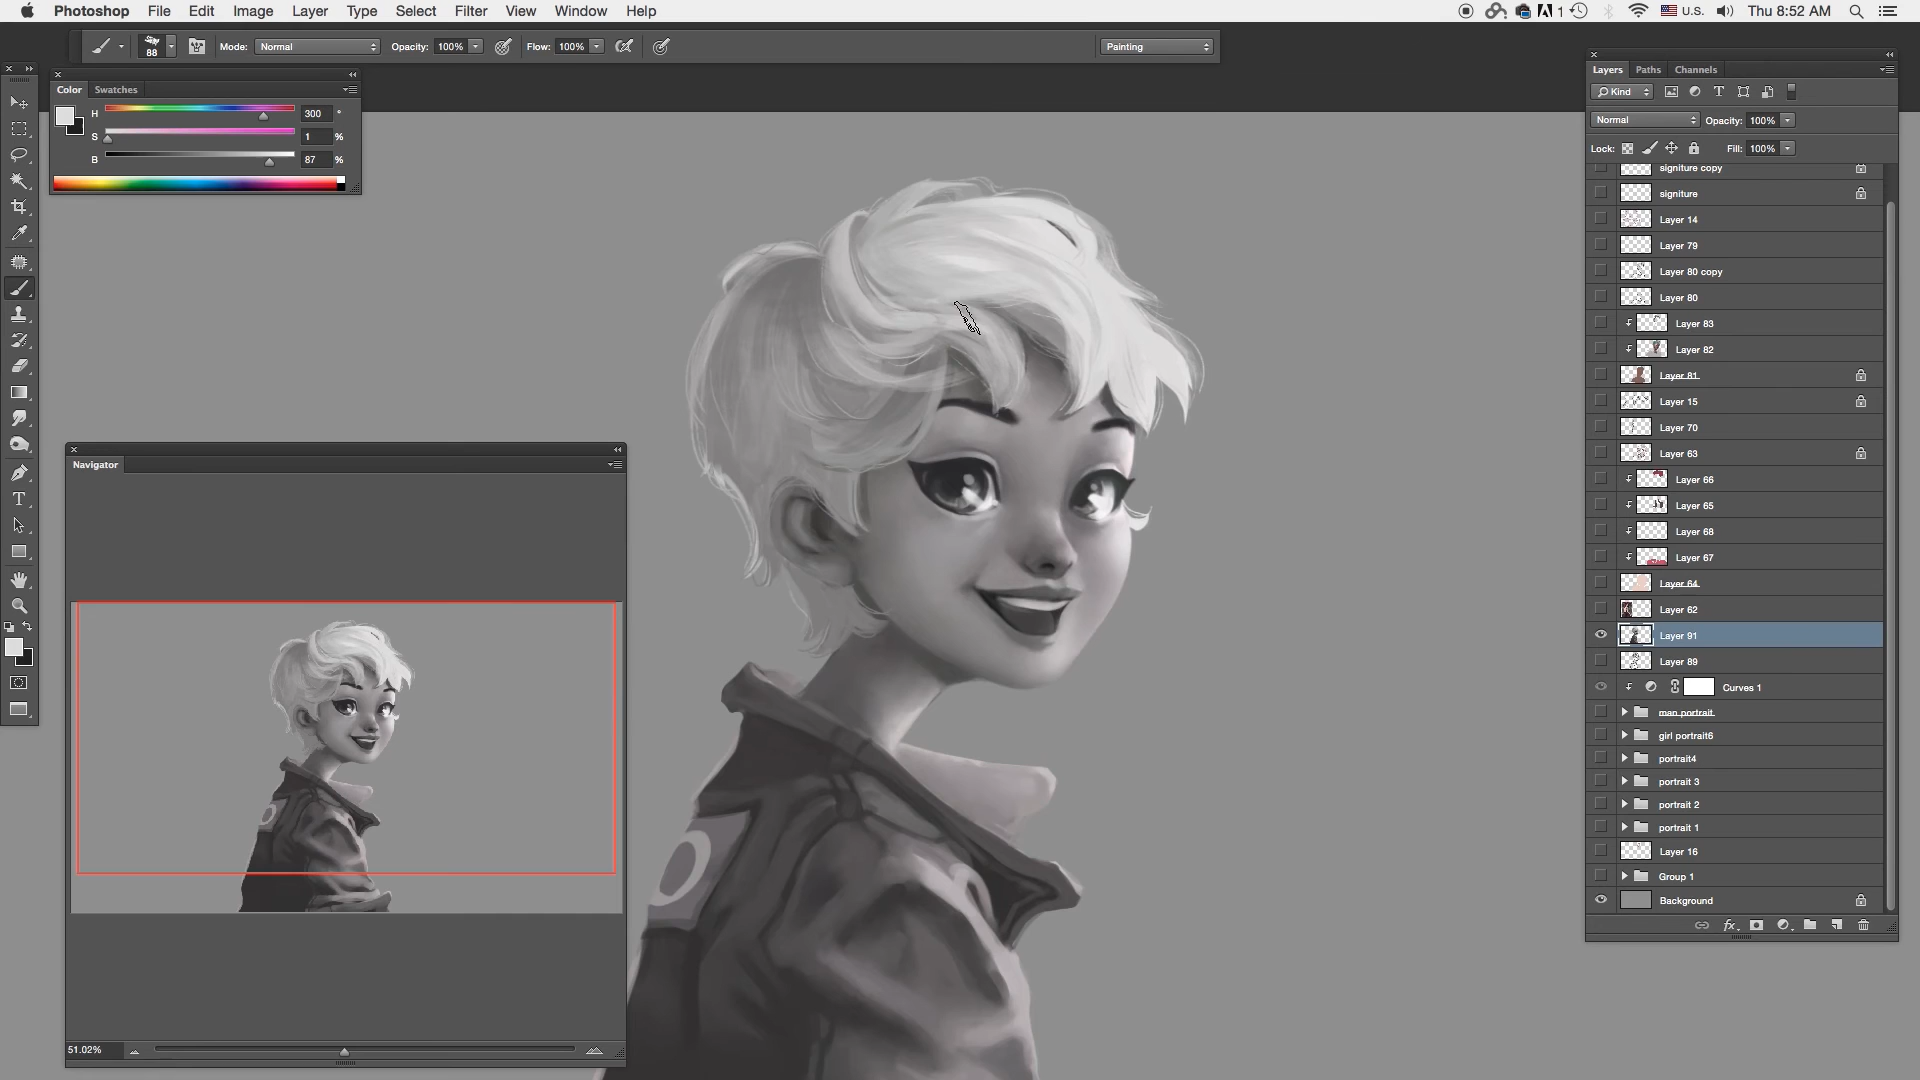 Photoshop File Edit Image Layer Type Select Filter View Window Help 1 U.S. Thu 8:52 AM
88 Mode: Normal Opacity: 100% Flow: 100% Painting
Color Swatches
H 300 °
S 1 %
B 87 %
Navigator
51.02%
Layers Paths Channels
Kind
Normal Opacity: 100%
Lock: Fill: 100%
signiture copy
signiture
Layer 14
Layer 79
Layer 80 copy
Layer 80
Layer 83
Layer 82
Layer 81
Layer 15
Layer 70
Layer 63
Layer 66
Layer 65
Layer 68
Layer 67
Layer 64
Layer 62
Layer 91
Layer 89
Curves 1
man portrait
girl portrait6
portrait4
portrait 3
portrait 2
portrait 1
Layer 16
Group 1
Background
fx